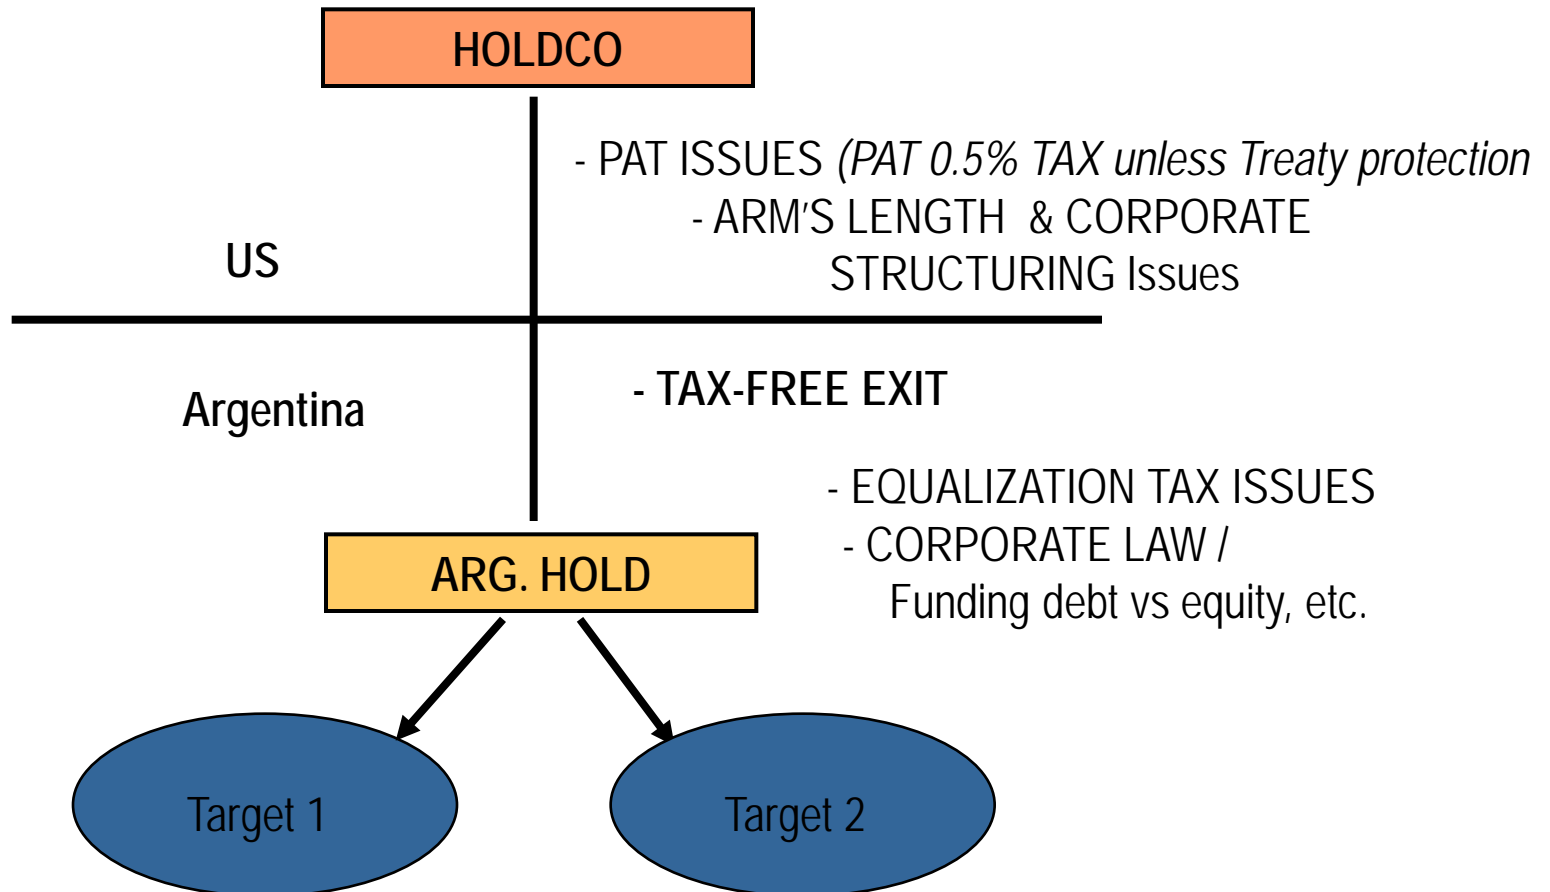 HOLDCO
- PAT ISSUES (PAT 0.5% TAX unless Treaty protection
- ARM'S LENGTH & CORPORATE
STRUCTURING Issues
US
Argentina
- TAX-FREE EXIT
- EQUALIZATION TAX ISSUES
- CORPORATE LAW /
Funding debt vs equity, etc.
ARG. HOLD
Target 1
Target 2